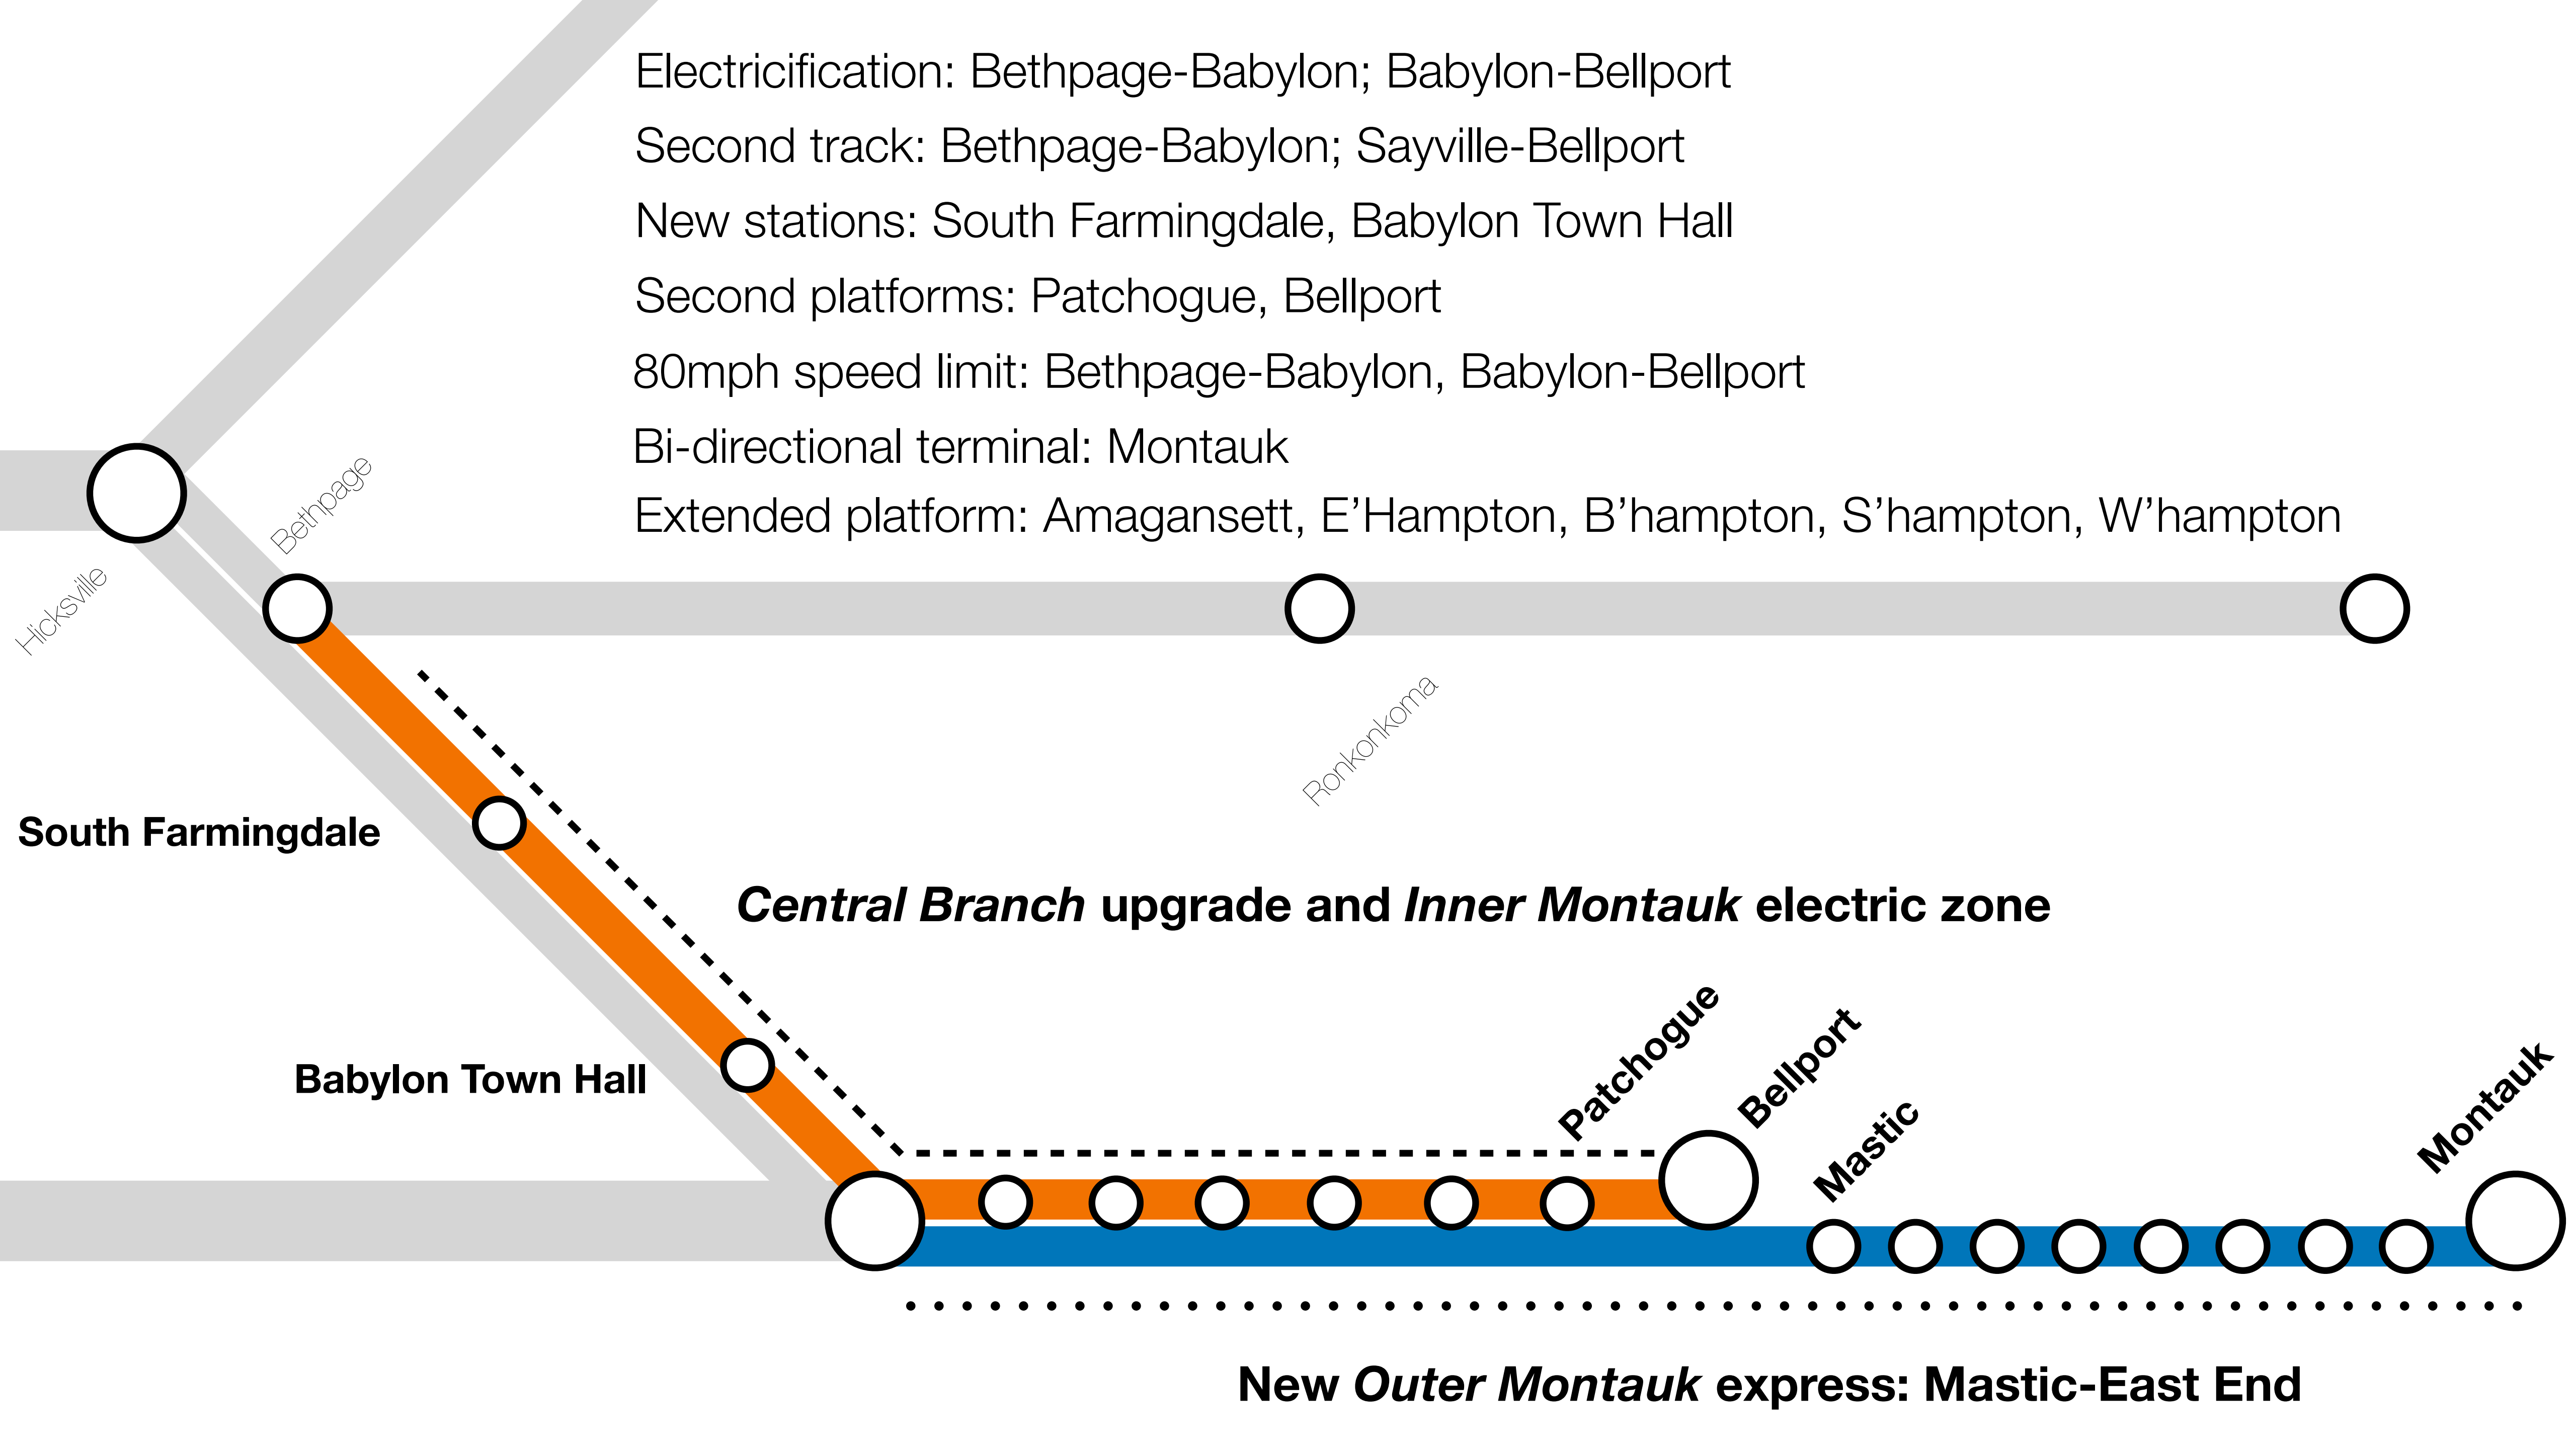 Electricification: Bethpage-Babylon; Babylon-Bellport
Second track: Bethpage-Babylon; Sayville-Bellport
New stations: South Farmingdale, Babylon Town Hall
Second platforms: Patchogue, Bellport
80mph speed limit: Bethpage-Babylon, Babylon-Bellport
Bi-directional terminal: Montauk
Extended platform: Amagansett, E’Hampton, B’hampton, S’hampton, W’hampton
Hicksville
Bethpage
Ronkonkoma
South Farmingdale
Central Branch upgrade and Inner Montauk electric zone
Babylon Town Hall
Patchogue
Bellport
Mastic
Montauk
New Outer Montauk express: Mastic-East End